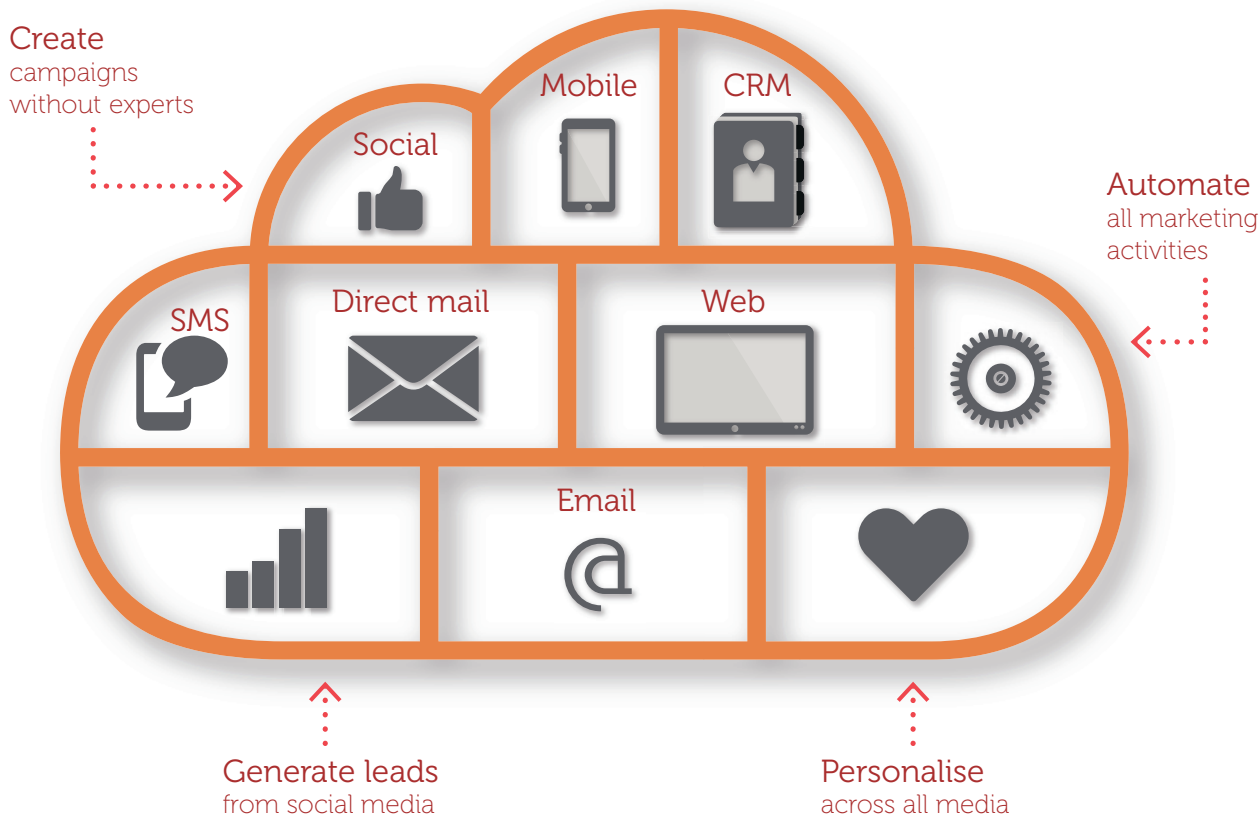 Create
campaigns
without experts
Mobile
CRM
Social
Automate
all marketing
activities
SMS
Direct mail
Web
Email
Generate leads
from social media
Personalise
across all media